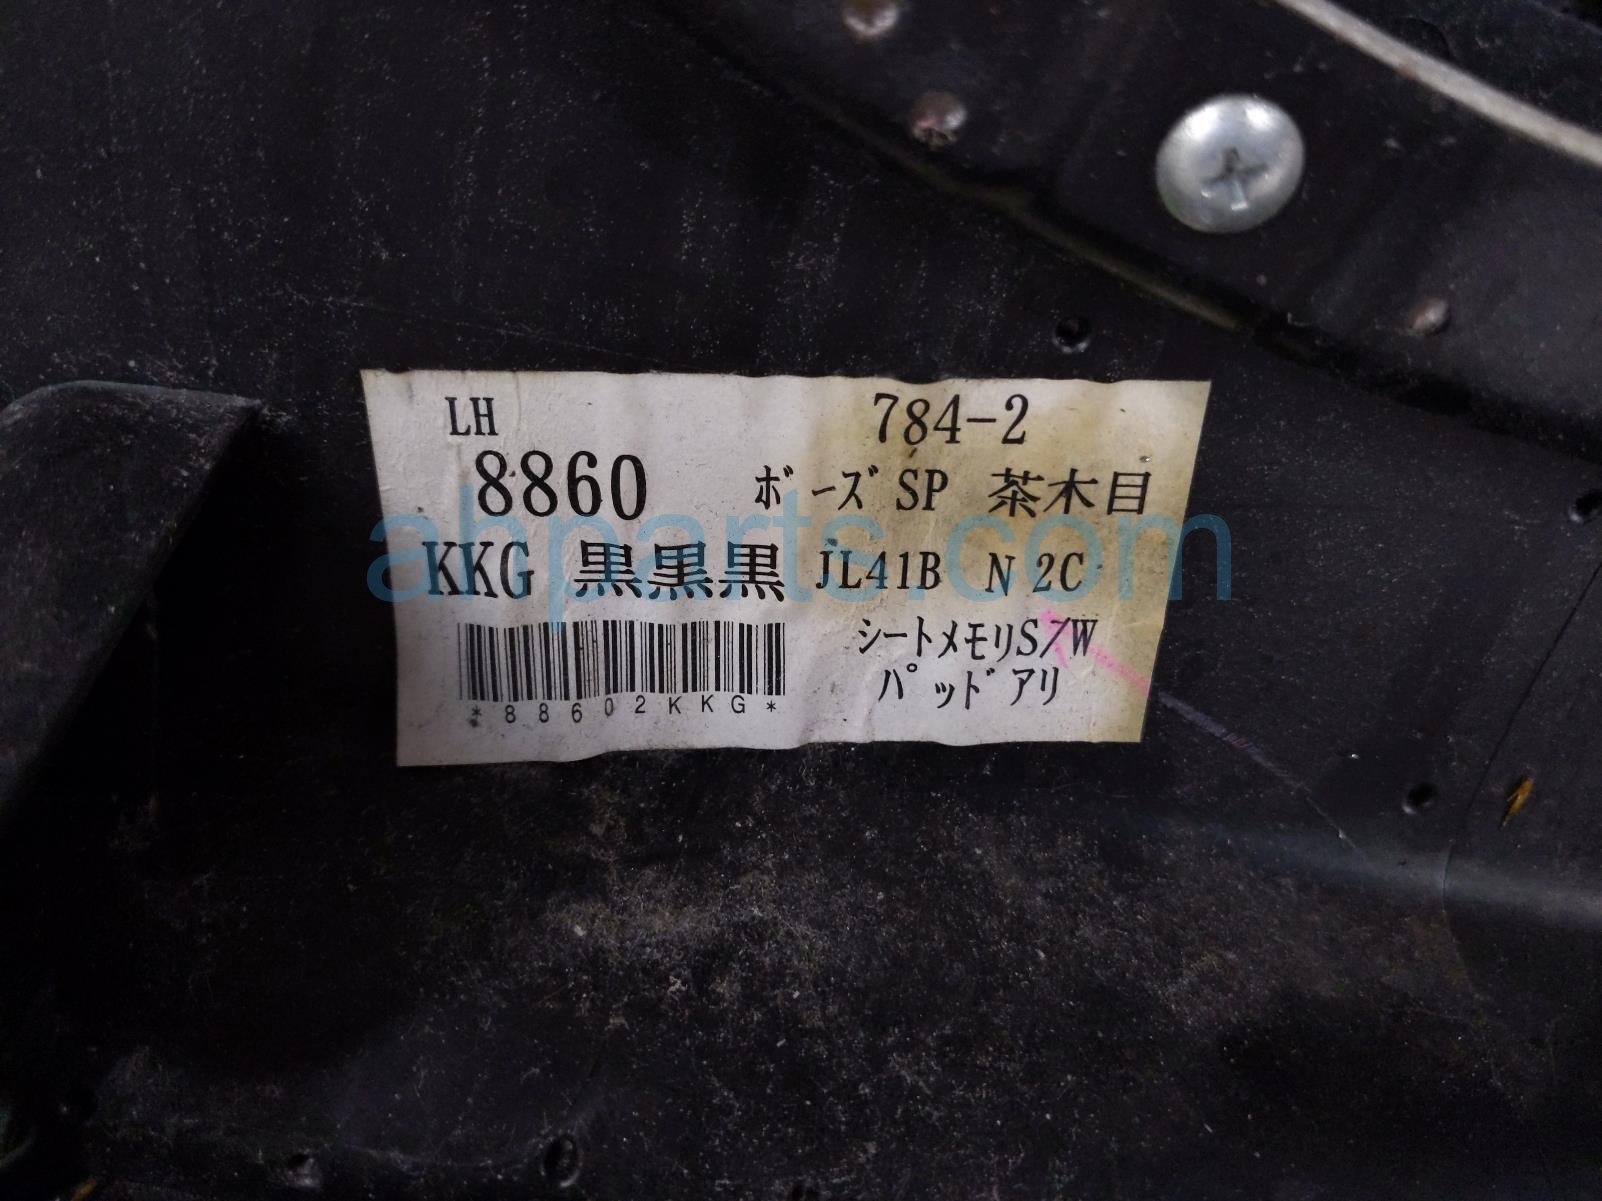 LH 784-2
8860 ボーズSP 茶木目
KKG 黒黒黒 JL41B N 2C
シートメモリS/W
パッドアリ
*88602KKG*
ahparts.com